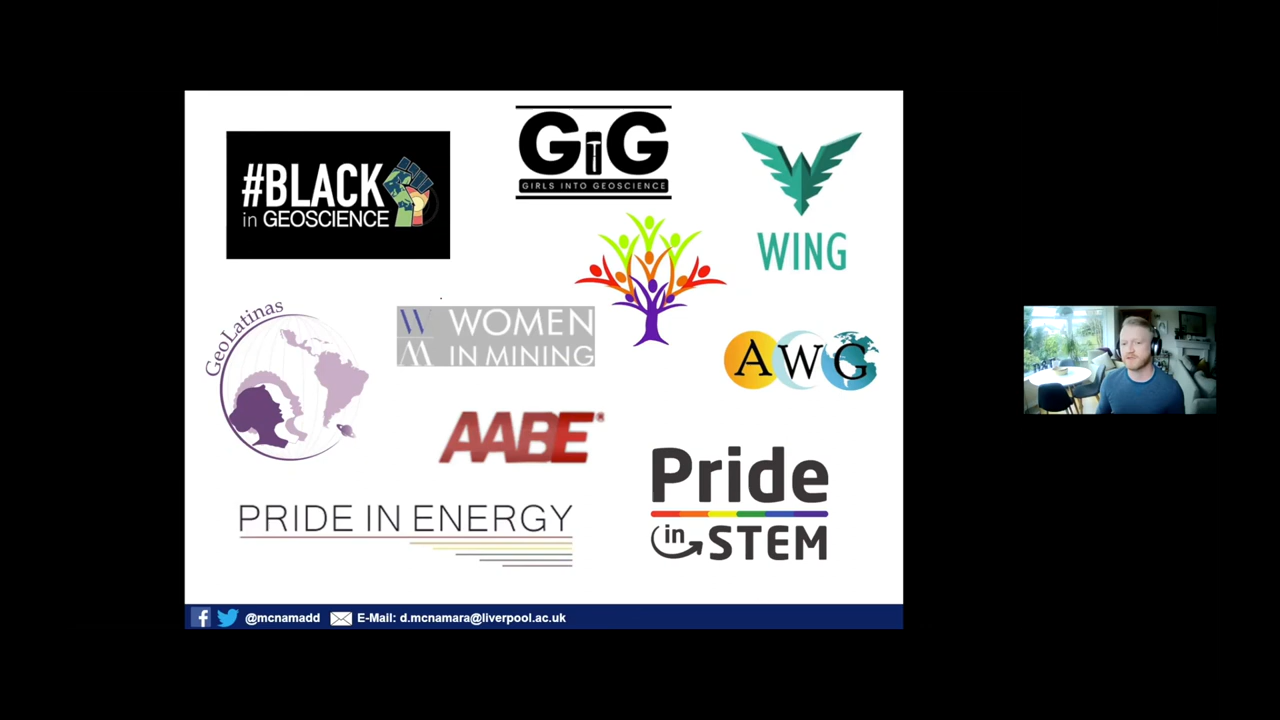 #BLACK
in GEOSCIENCE
GiG
GIRLS INTO GEOSCIENCE
WING
GeoLatinas
W WOMEN
M IN MINING
AWG
AABE®
Pride
in STEM
PRIDE IN ENERGY
@mcnamadd E-Mail: d.mcnamara@liverpool.ac.uk